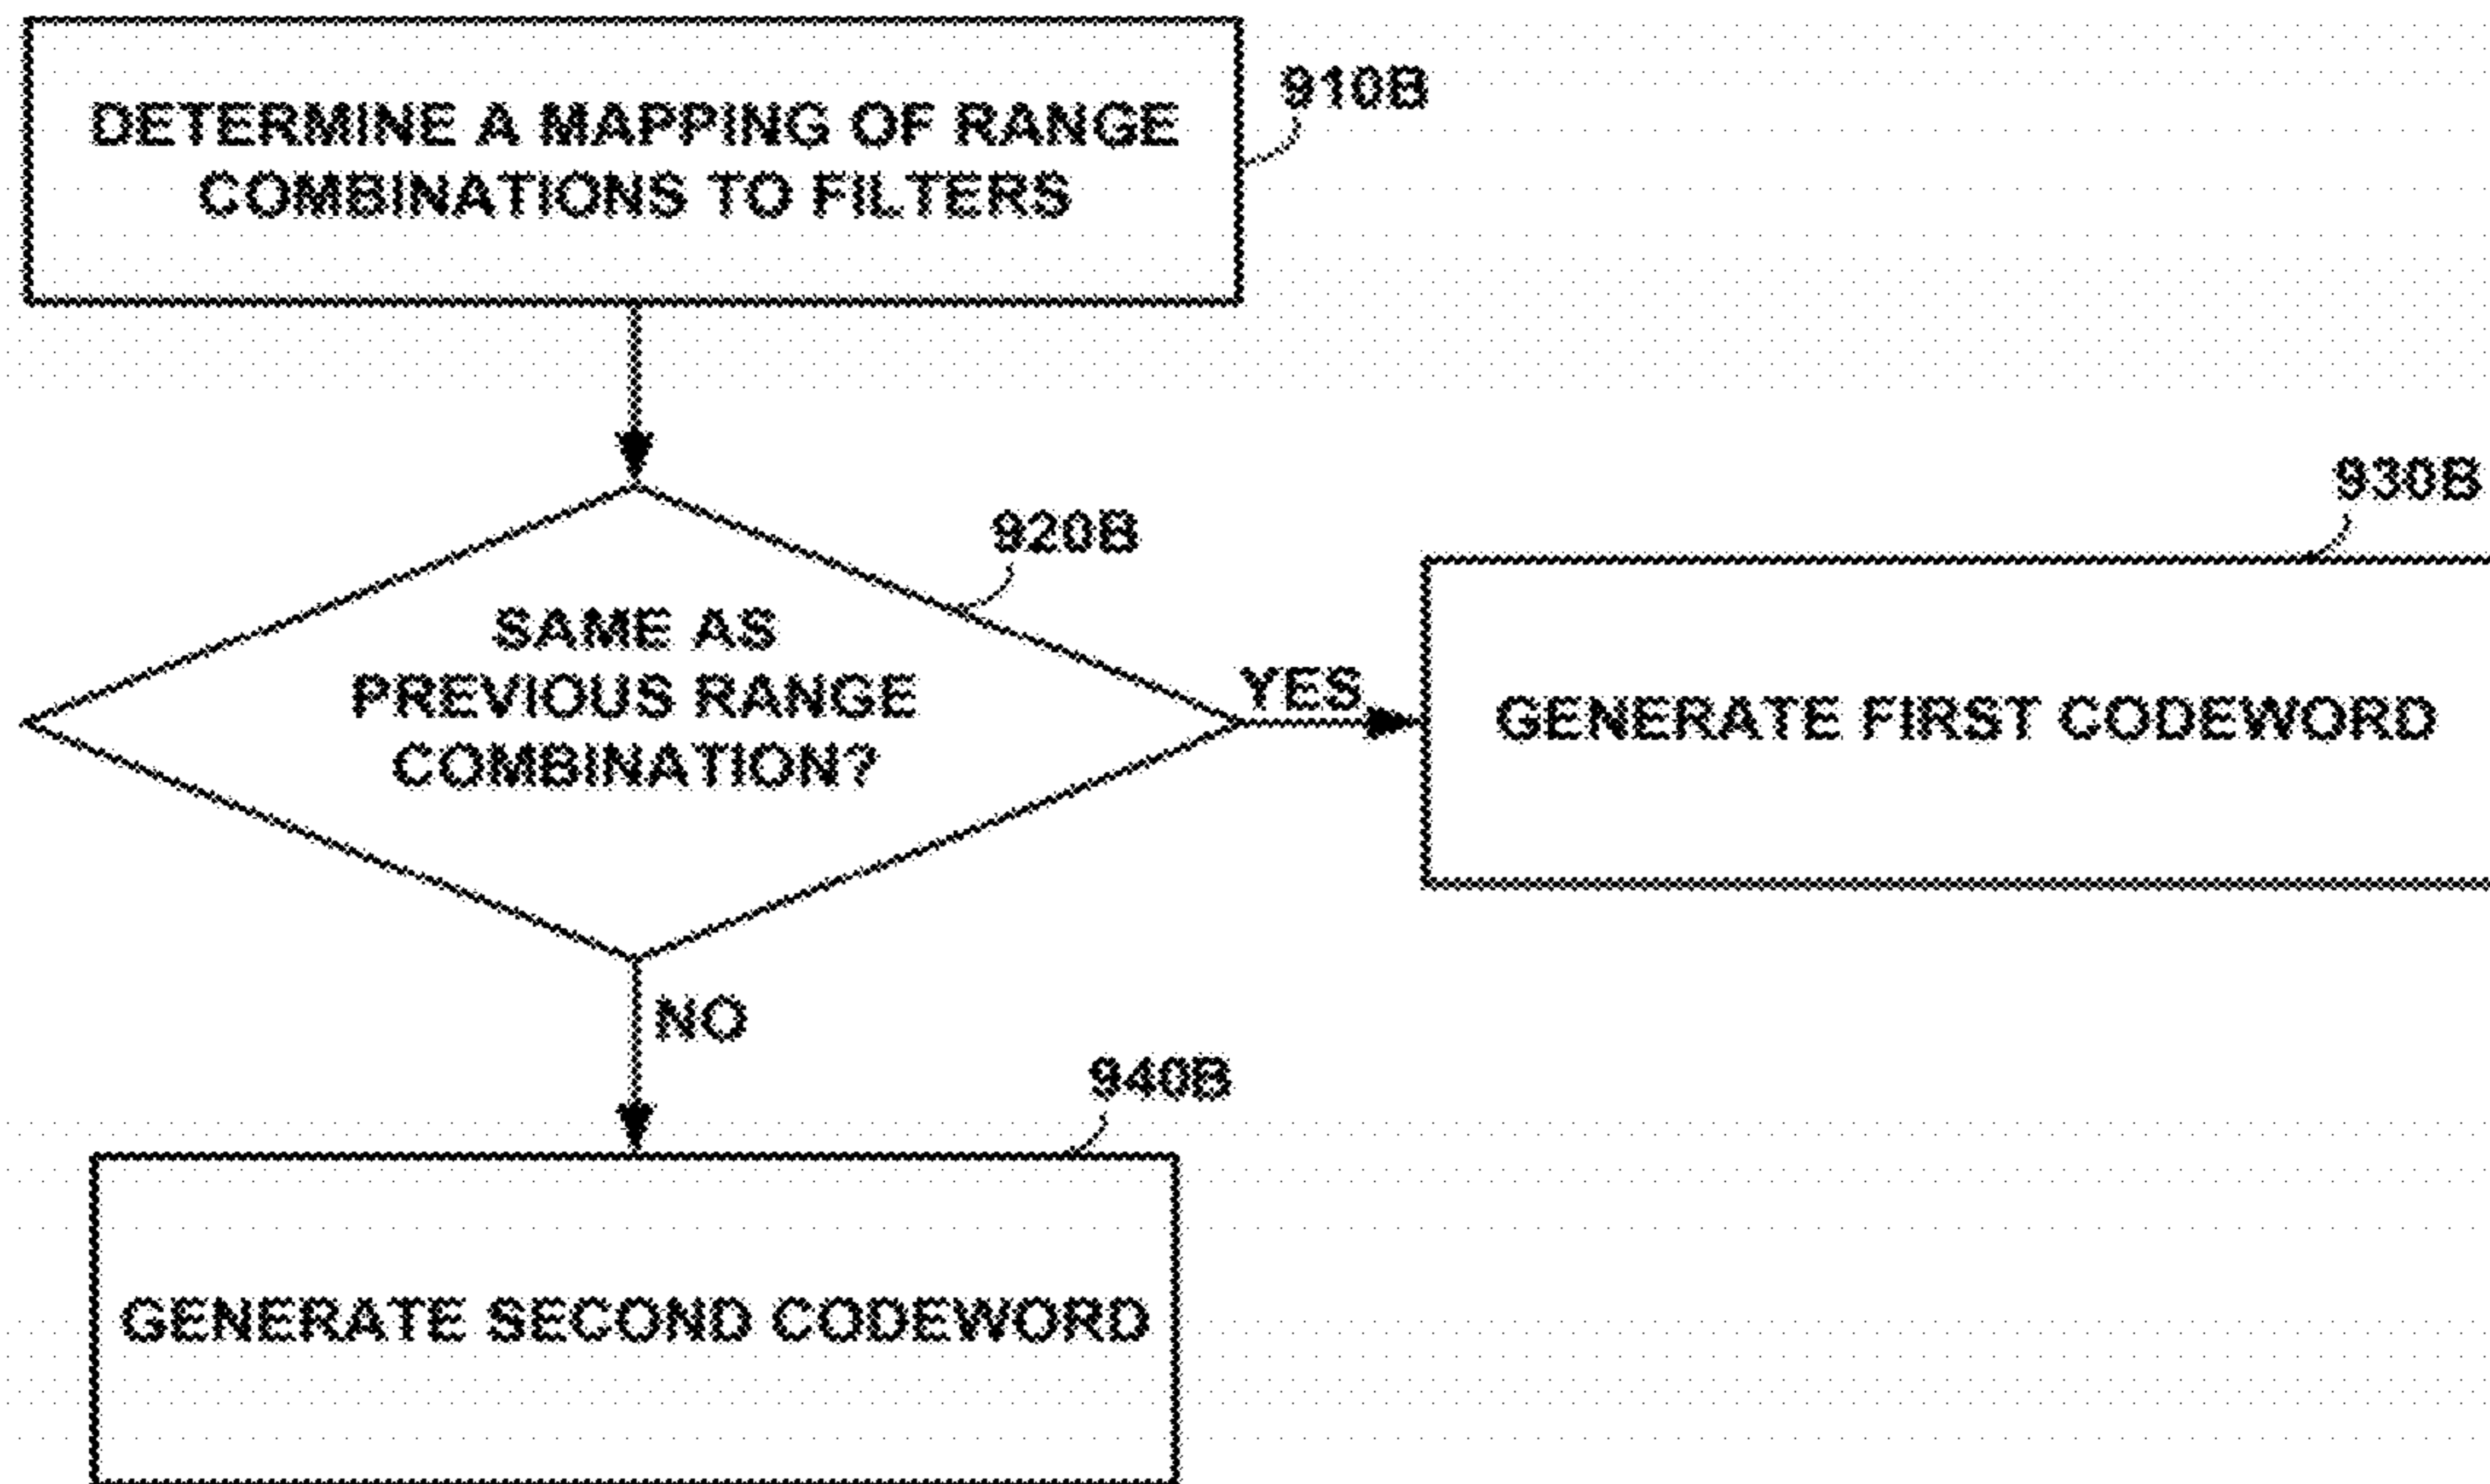 910B
DETERMINE A MAPPING OF RANGE
COMBINATIONS TO FILTERS
920B
SAME AS
PREVIOUS RANGE
COMBINATION?
YES
930B
GENERATE FIRST CODEWORD
NO
940B
GENERATE SECOND CODEWORD